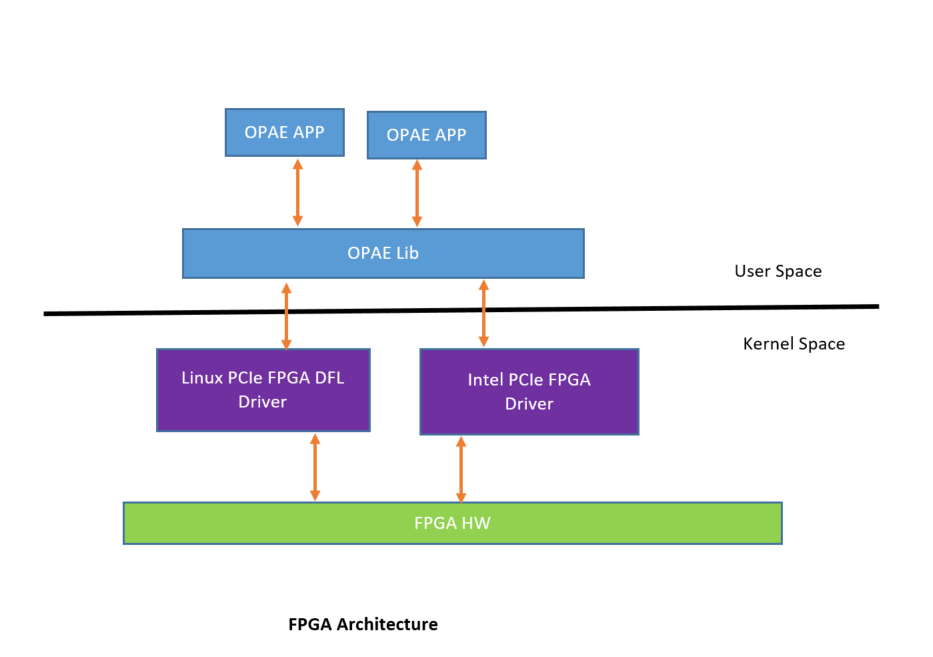 OPAE APP
OPAE APP
OPAE Lib
User Space
Kernel Space
Linux PCIe FPGA DFL
Driver
Intel PCIe FPGA
Driver
FPGA HW
FPGA Architecture